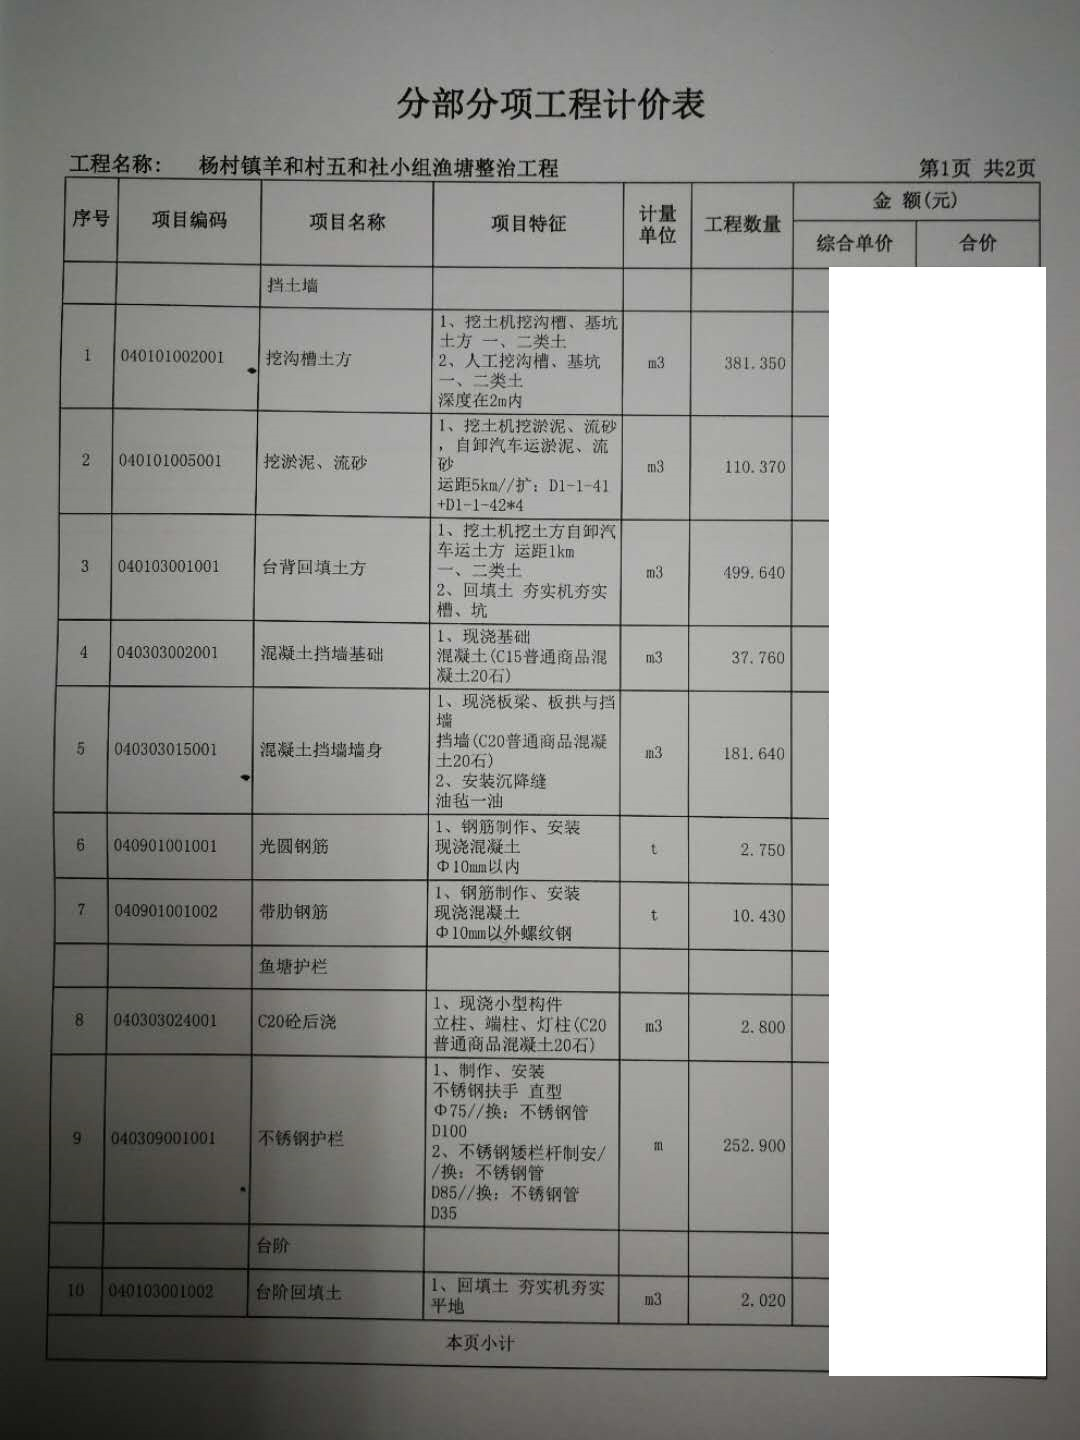 分部分项工程计价表
工程名称: 杨村镇羊和村五和社小组渔塘整治工程 第1页 共2页
序号 项目编码 项目名称 项目特征 计量单位 工程数量 金 额(元)
综合单价 合价
挡土墙
1 040101002001 挖沟槽土方 m3 381.350
1、挖土机挖沟槽、基坑
土方 一、二类土
2、人工挖沟槽、基坑
一、二类土
深度在2m内
2 040101005001 挖淤泥、流砂 m3 110.370
1、挖土机挖淤泥、流砂
，自卸汽车运淤泥、流
砂
运距5km//扩: D1-1-41
+D1-1-42*4
3 040103001001 台背回填土方 m3 499.640
1、挖土机挖土方自卸汽
车运土方 运距1km
一、二类土
2、回填土 夯实机夯实
槽、坑
4 040303002001 混凝土挡墙基础 m3 37.760
1、现浇基础
混凝土(C15普通商品混
凝土20石)
5 040303015001 混凝土挡墙墙身 m3 181.640
1、现浇板梁、板拱与挡
墙
挡墙(C20普通商品混凝
土20石)
2、安装沉降缝
油毡一油
6 040901001001 光圆钢筋 t 2.750
1、钢筋制作、安装
现浇混凝土
Φ10mm以内
7 040901001002 带肋钢筋 t 10.430
1、钢筋制作、安装
现浇混凝土
Φ10mm以外螺纹钢
鱼塘护栏
8 040303024001 C20砼后浇 m3 2.800
1、现浇小型构件
立柱、端柱、灯柱(C20
普通商品混凝土20石)
9 040309001001 不锈钢护栏 m 252.900
1、制作、安装
不锈钢扶手 直型
Φ75//换: 不锈钢管
D100
2、不锈钢矮栏杆制安/
/换: 不锈钢管
D85//换: 不锈钢管
D35
台阶
10 040103001002 台阶回填土 m3 2.020
1、回填土 夯实机夯实
平地
本页小计